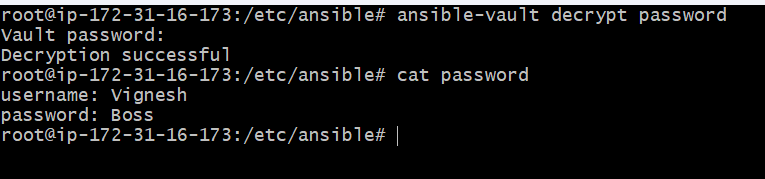 root@ip-172-31-16-173:/etc/ansible# ansible-vault decrypt password
Vault password:
Decryption successful
root@ip-172-31-16-173:/etc/ansible# cat password
username: Vignesh
password: Boss
root@ip-172-31-16-173:/etc/ansible#